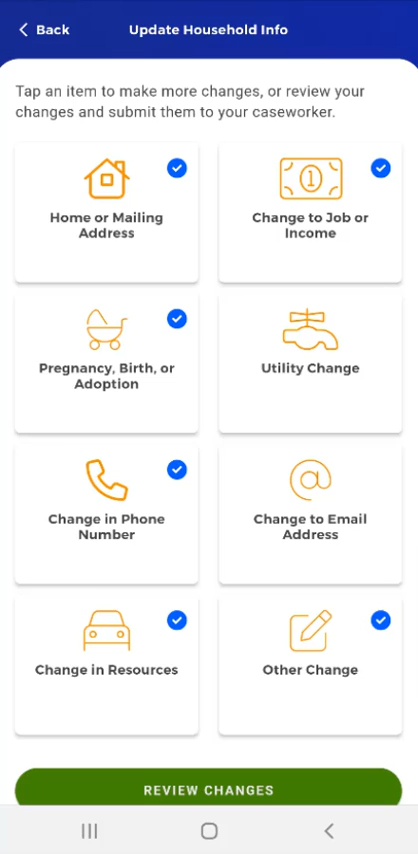 Back
Update Household Info
Tap an item to make more changes, or review your
changes and submit them to your caseworker.
Home or Mailing
Address
1
Change to Job or
Income
Pregnancy, Birth, or
Adoption
Utility Change
Change in Phone
Number
@
Change to Email
Address
Change in Resources
Other Change
REVIEW CHANGES